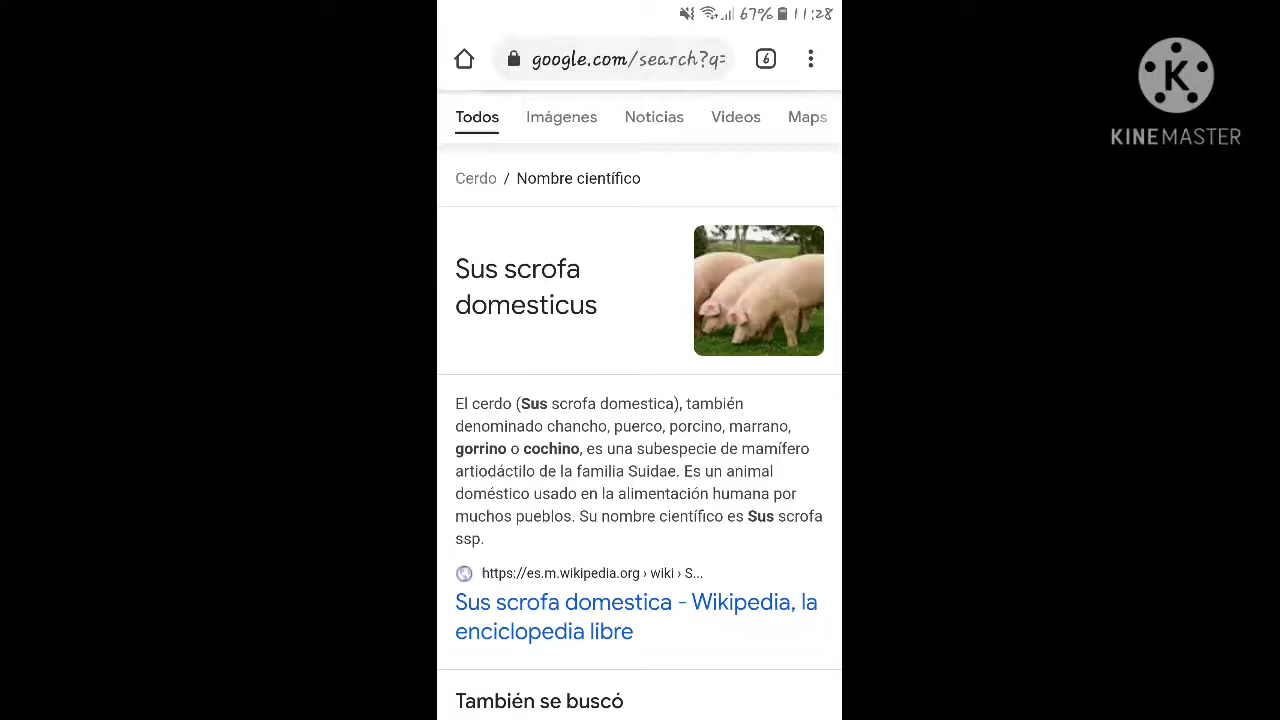 67% 11:28
google.com/search?q=
6
Todos Imágenes Noticias Videos Maps
Cerdo / Nombre científico
Sus scrofa
domesticus
El cerdo (Sus scrofa domestica), también
denominado chancho, puerco, porcino, marrano,
gorrino o cochino, es una subespecie de mamífero
artiodáctilo de la familia Suidae. Es un animal
doméstico usado en la alimentación humana por
muchos pueblos. Su nombre científico es Sus scrofa
ssp.
https://es.m.wikipedia.org › wiki › S...
Sus scrofa domestica - Wikipedia, la
enciclopedia libre
También se buscó
K
KINEMASTER